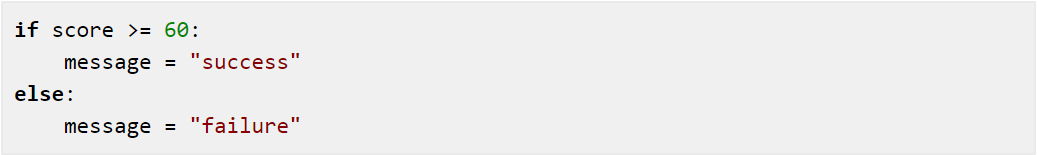 if score >= 60:
    message = "success"
else:
    message = "failure"